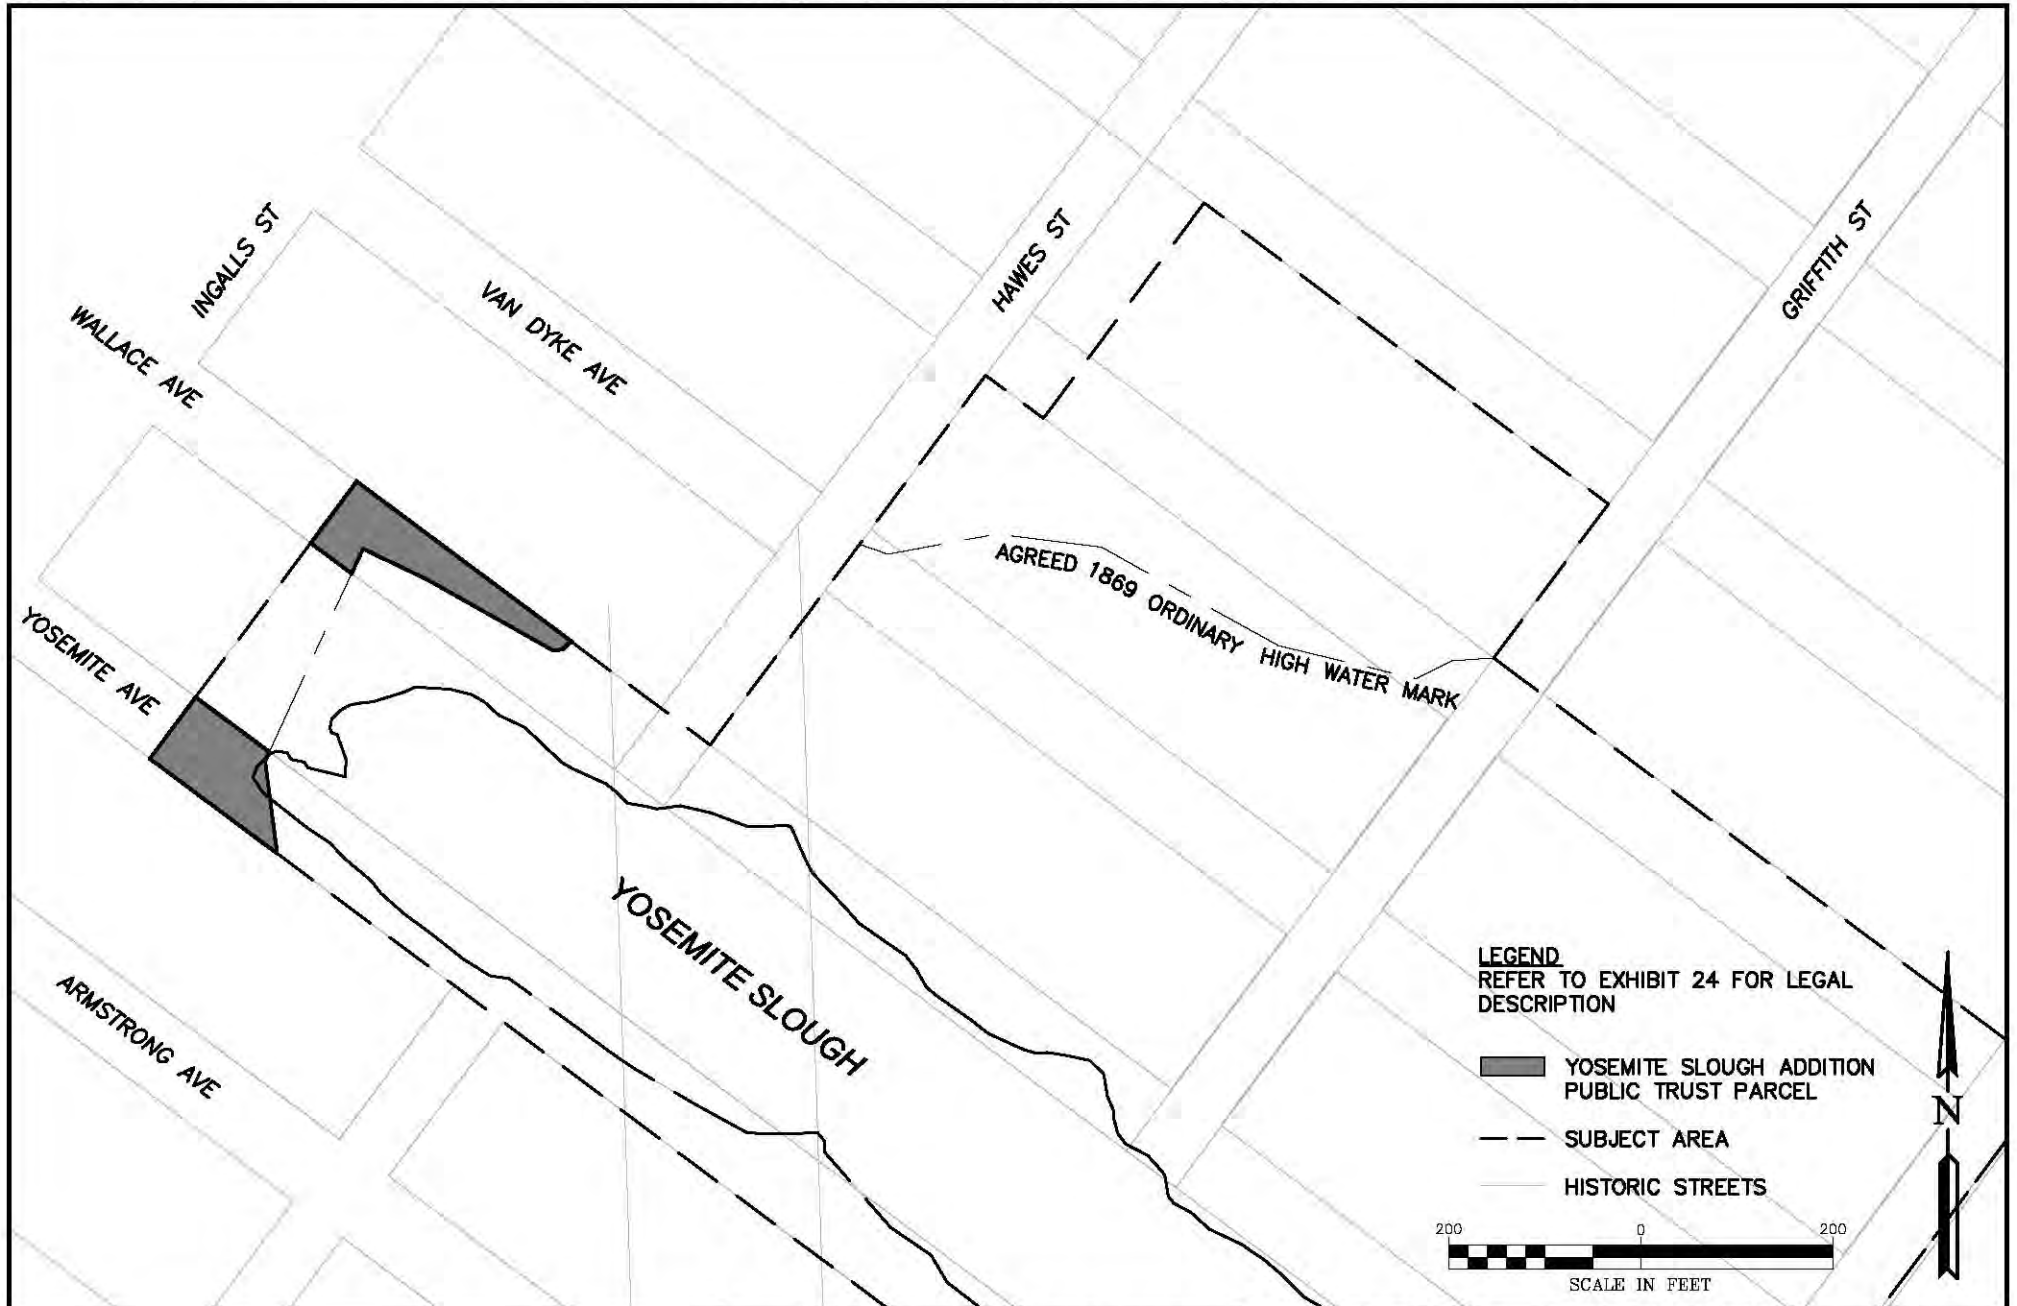 INGALLS ST
HAWES ST
GRIFFITH ST
VAN DYKE AVE
WALLACE AVE
AGREED 1869 ORDINARY HIGH WATER MARK
YOSEMITE AVE
YOSEMITE SLOUGH
ARMSTRONG AVE
LEGEND
REFER TO EXHIBIT 24 FOR LEGAL
DESCRIPTION
YOSEMITE SLOUGH ADDITION
PUBLIC TRUST PARCEL
SUBJECT AREA
HISTORIC STREETS
N
200 0 200
SCALE IN FEET